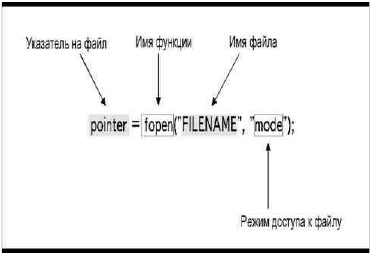 Указатель на файл
Имя функции
Имя файла
pointer = fopen("FILENAME", "mode");
Режим доступа к файлу